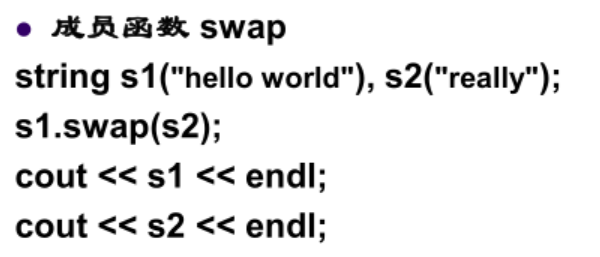 ● 成员函数 swap
string s1("hello world"), s2("really");
s1.swap(s2);
cout << s1 << endl;
cout << s2 << endl;